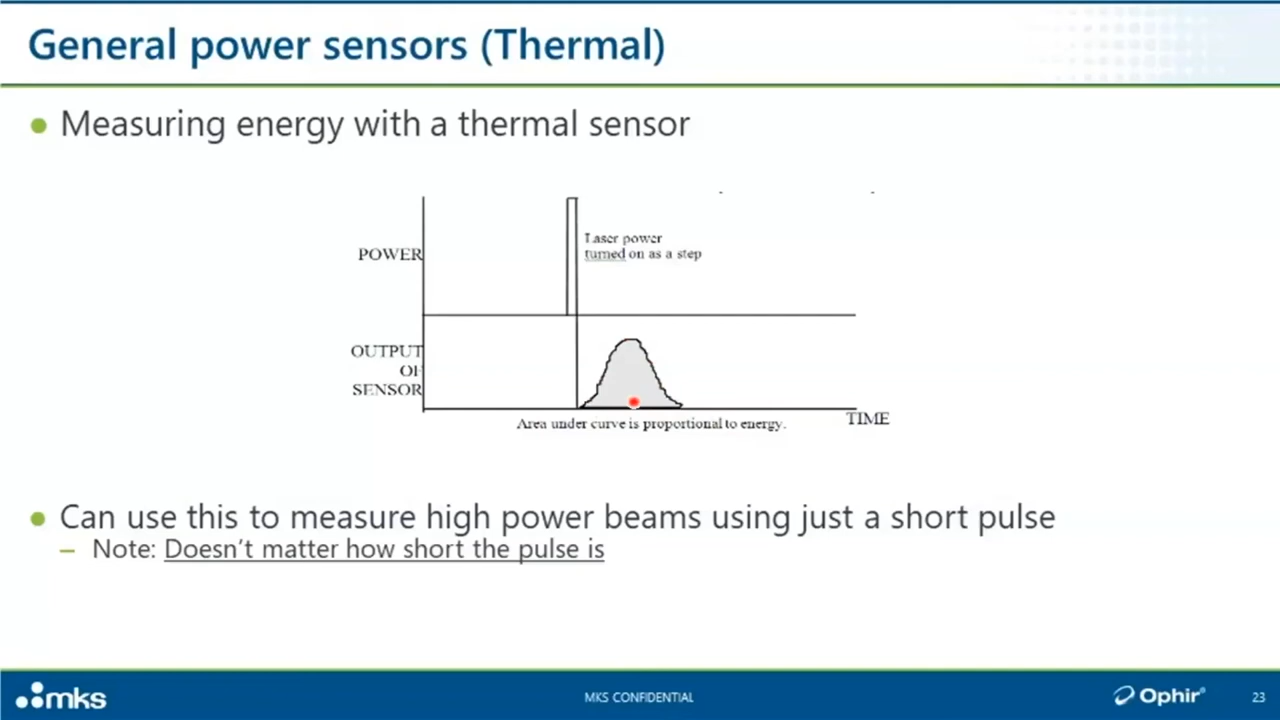 General power sensors (Thermal)
Measuring energy with a thermal sensor
POWER
Laser power
turned on as a step
OUTPUT
OF
SENSOR
TIME
Area under curve is proportional to energy.
Can use this to measure high power beams using just a short pulse
– Note: Doesn't matter how short the pulse is
mks
MKS CONFIDENTIAL
Ophir®
23